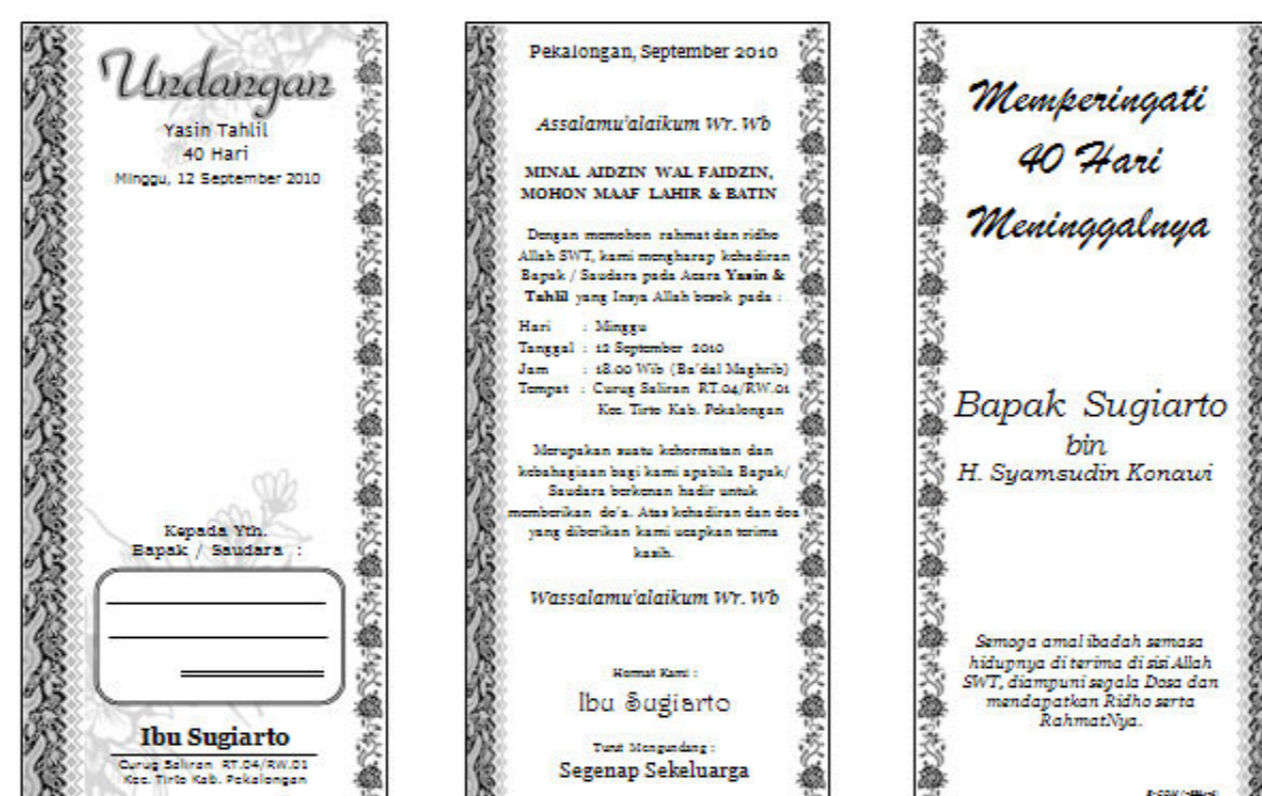 Undangan
Yasin Tahlil
40 Hari
Minggu, 12 September 2010
Kepada Yth.
Bapak / Saudara :
Ibu Sugiarto
Curug Saliran RT.04/RW.01
Kec. Tirto Kab. Pekalongan
Pekalongan, September 2010
Assalamu'alaikum Wr. Wb
MINAL AIDZIN WAL FAIDZIN,
MOHON MAAF LAHIR & BATIN
Dengan memohon rahmat dan ridho
Allah SWT, kami mengharap kehadiran
Bapak / Saudara pada Acara Yasin &
Tahlil yang Insya Allah besok pada :
Hari : Minggu
Tanggal : 12 September 2010
Jam : 18.00 Wib (Ba'dal Maghrib)
Tempat : Curug Saliran RT.04/RW.01
Kec. Tirto Kab. Pekalongan
Merupakan suatu kehormatan dan
kebahagiaan bagi kami apabila Bapak/
Saudara berkenan hadir untuk
memberikan do'a. Atas kehadiran dan doa
yang diberikan kami ucapkan terima
kasih.
Wassalamu'alaikum Wr. Wb
Hormat Kami :
Ibu Sugiarto
Turut Mengundang :
Segenap Sekeluarga
Memperingati
40 Hari
Meninggalnya
Bapak Sugiarto
bin
H. Syamsudin Konawi
Semoga amal ibadah semasa
hidupnya di terima di sisi Allah
SWT, diampuni segala Dosa dan
mendapatkan Ridho serta
RahmatNya.